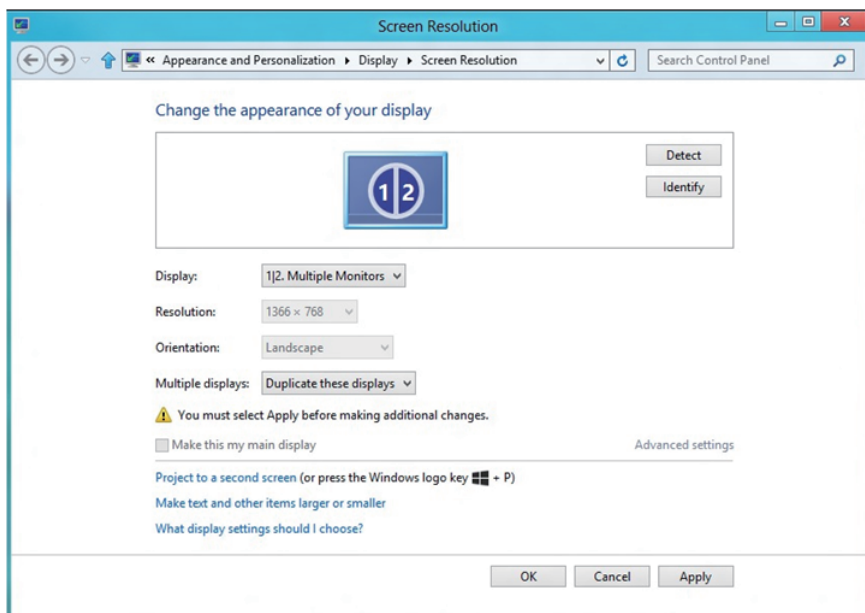 Screen Resolution
« Appearance and Personalization Display Screen Resolution Search Control Panel
Change the appearance of your display
1 2
Detect
Identify
Display: 1|2. Multiple Monitors
Resolution: 1366 × 768
Orientation: Landscape
Multiple displays: Duplicate these displays
You must select Apply before making additional changes.
Make this my main display Advanced settings
Project to a second screen (or press the Windows logo key + P)
Make text and other items larger or smaller
What display settings should I choose?
OK Cancel Apply